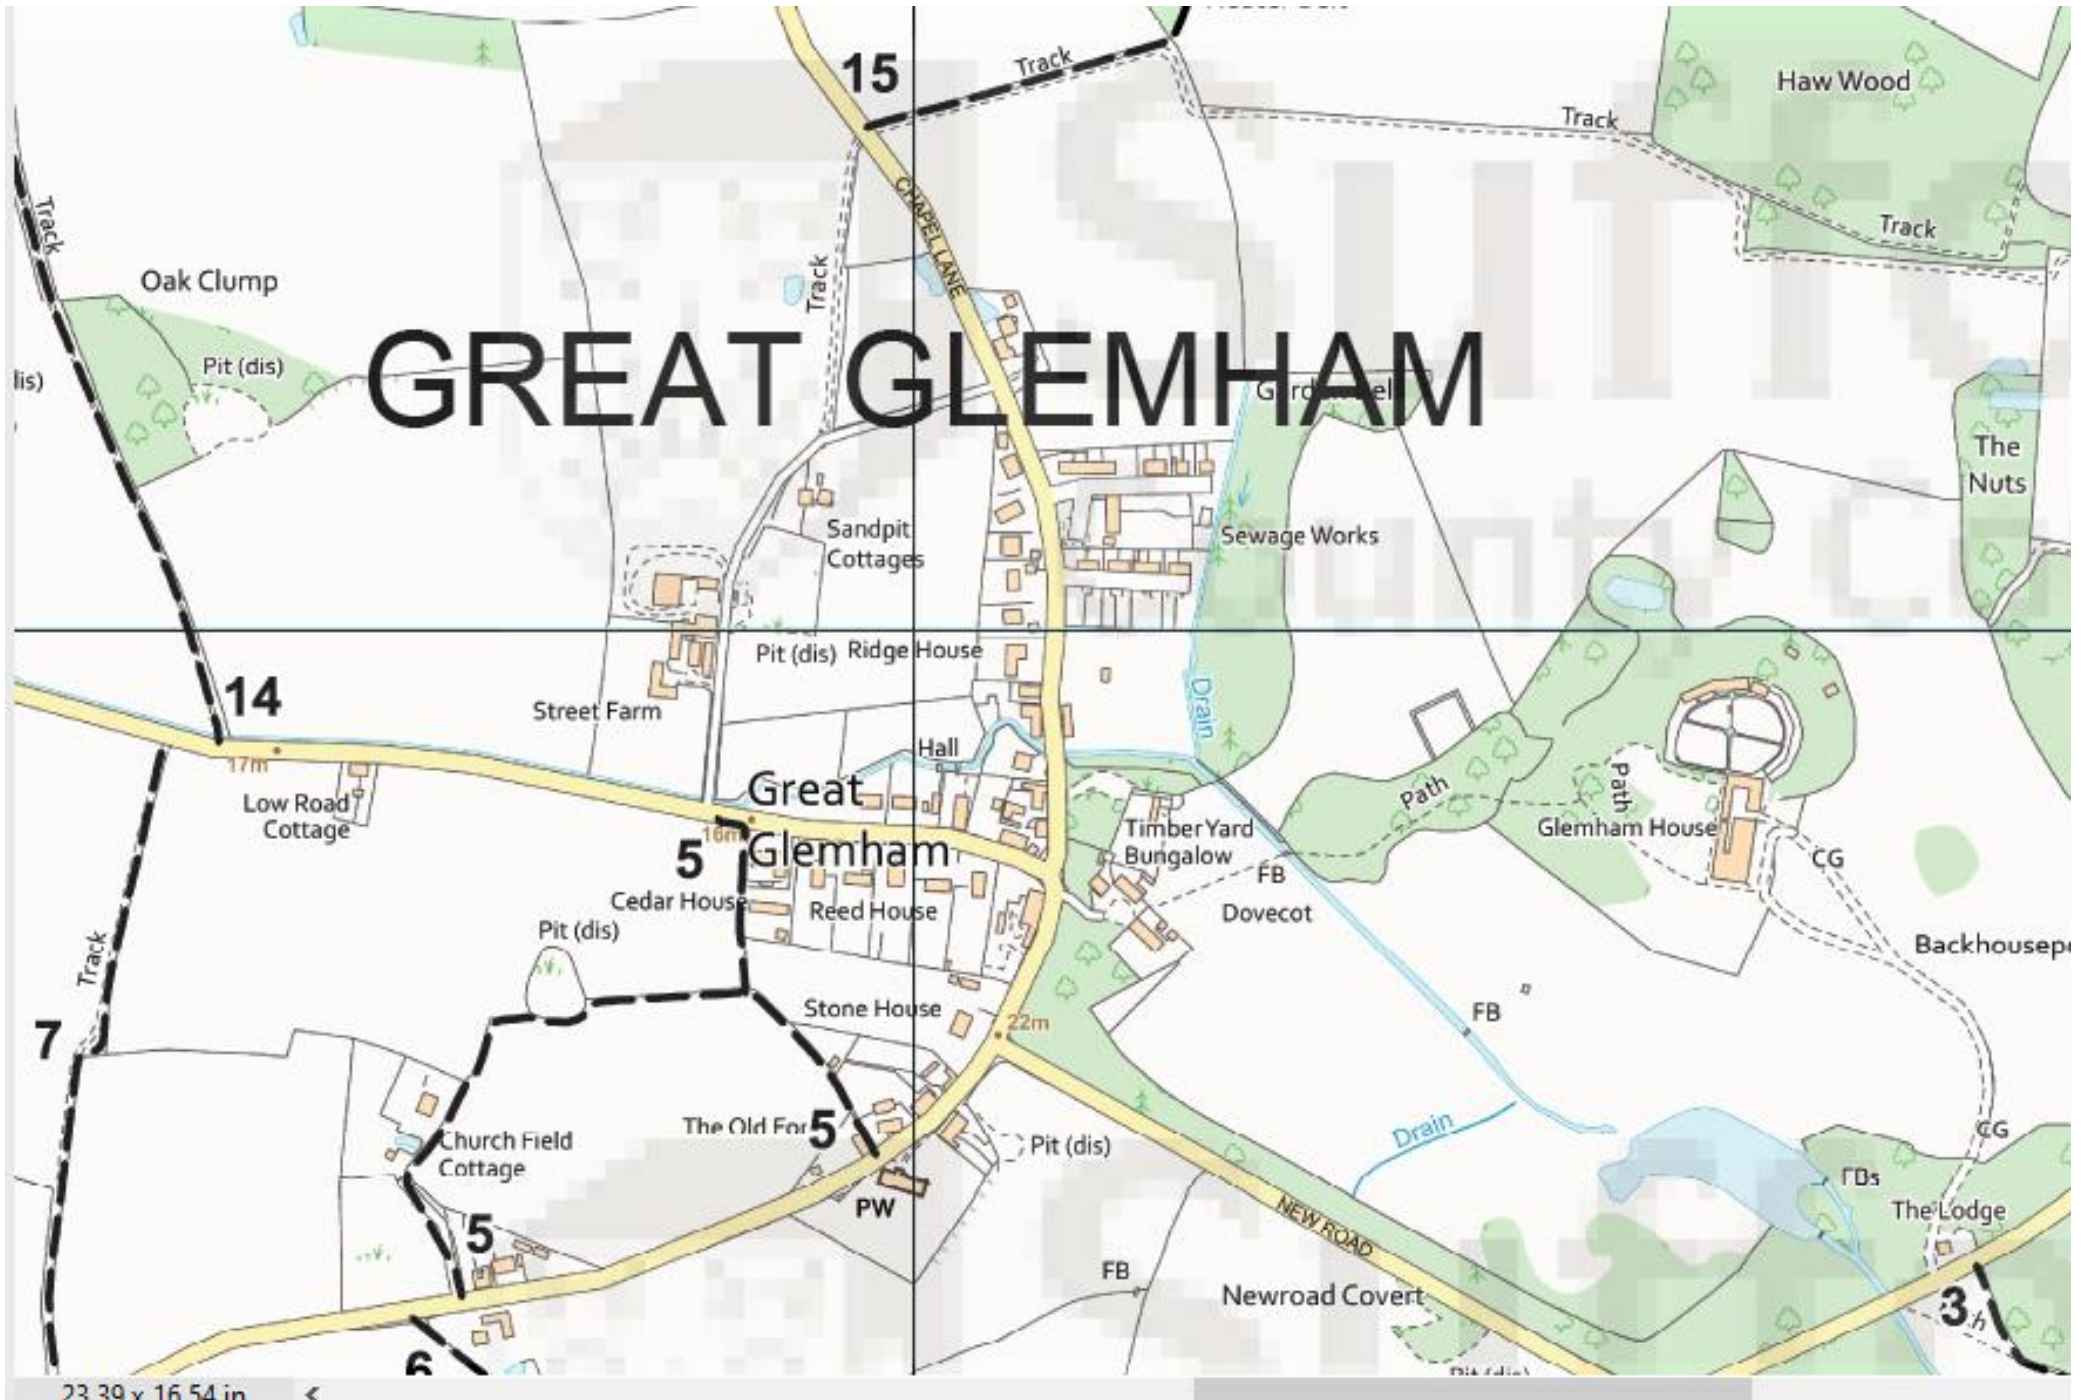 15
Track
Haw Wood
Track
CHAPEL LANE
Track
Track
Track
Oak Clump
Pit (dis)
GREAT GLEMHAM
The
Nuts
Sandpit
Cottages
Sewage Works
Pit (dis)
Ridge House
14
Street Farm
Drain
17m
Hall
Low Road
Cottage
Great
Glemham
16m
5
Path
Path
Timber Yard
Bungalow
Glemham House
CG
FB
Cedar House
Reed House
Dovecot
Pit (dis)
Track
Stone House
22m
FB
7
The Old For
5
Church Field
Cottage
Pit (dis)
Drain
CG
FBs
The Lodge
PW
5
NEW ROAD
FB
Newroad Covert
3
6
23.39 x 16.54 in
<